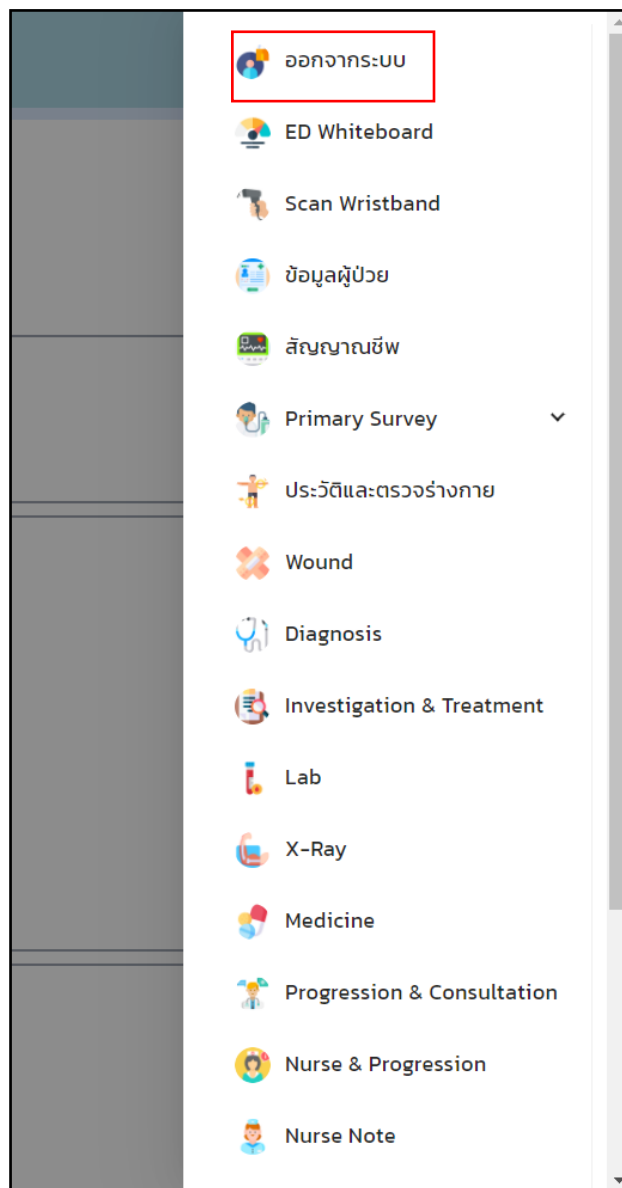 ออกจากระบบ
ED Whiteboard
Scan Wristband
ข้อมูลผู้ป่วย
สัญญาณชีพ
Primary Survey
ประวัติและตรวจร่างกาย
Wound
Diagnosis
Investigation & Treatment
Lab
X-Ray
Medicine
Progression & Consultation
Nurse & Progression
Nurse Note